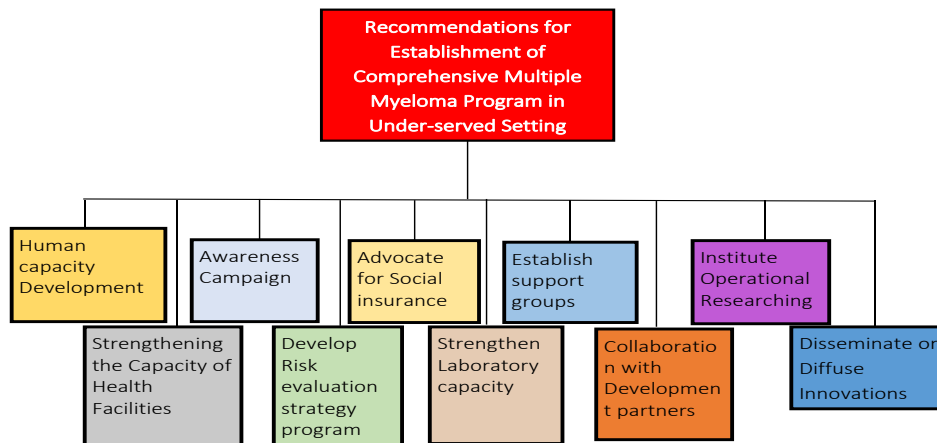 Recommendations for
Establishment of
Comprehensive Multiple
Myeloma Program in
Under-served Setting
Human
capacity
Development
Awareness
Campaign
Advocate
for Social
insurance
Establish
support
groups
Institute
Operational
Researching
Strengthening
the Capacity of
Health
Facilities
Develop
Risk
evaluation
strategy
program
Strengthen
Laboratory
capacity
Collaboratio
n with
Developmen
t partners
Disseminate or
Diffuse
Innovations